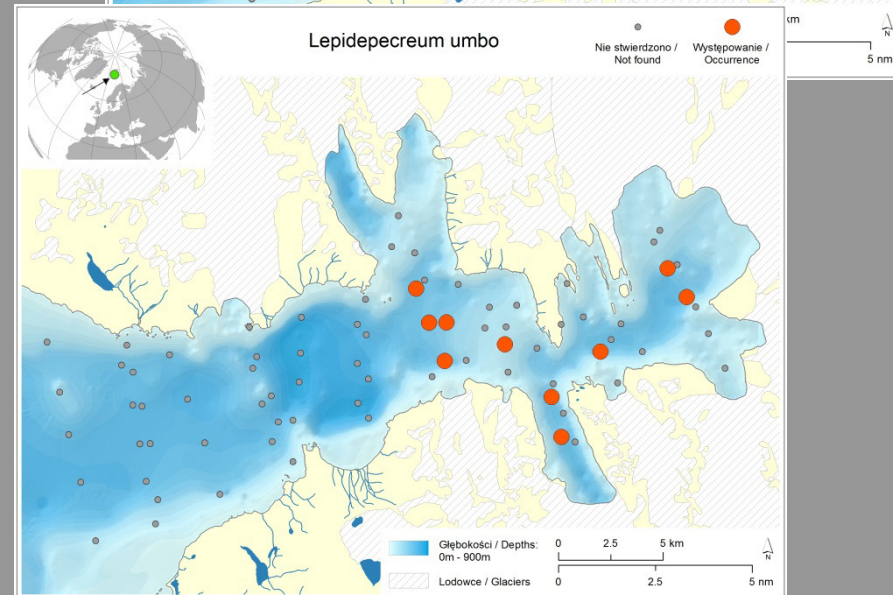 km
N
5 nm
Lepidepecreum umbo
Nie stwierdzono /
Not found
Występowanie /
Occurrence
Głębokości / Depths:
0m - 900m
Lodowce / Glaciers
0 2.5 5 km
0 2.5 5 nm
N